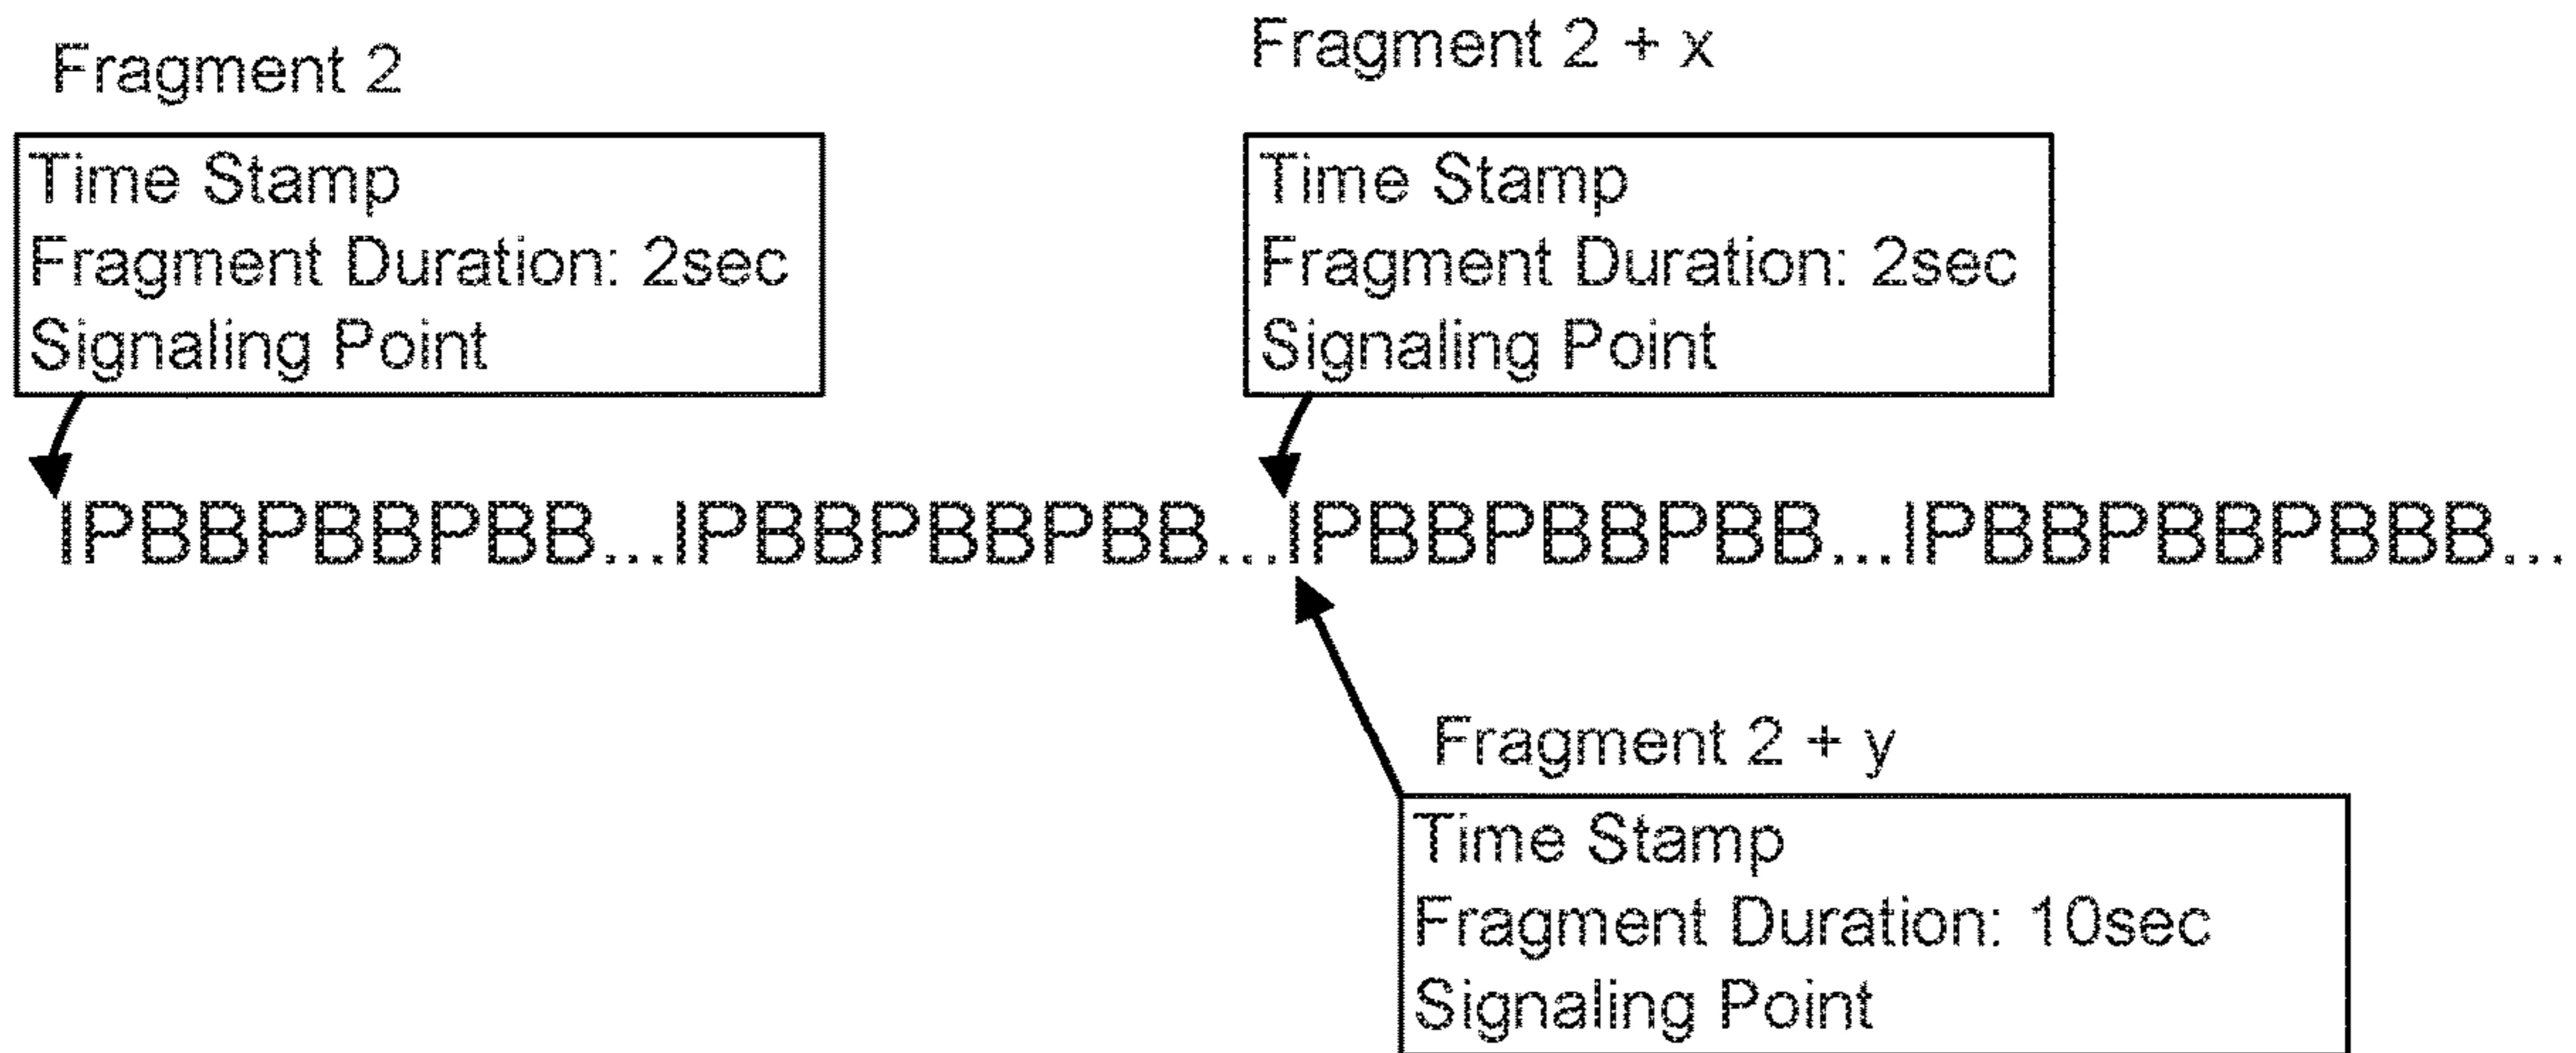 Fragment 2
Time Stamp
Fragment Duration: 2sec
Signaling Point
Fragment 2 + x
Time Stamp
Fragment Duration: 2sec
Signaling Point
IPBBPBBPBB...IPBBPBBPBB...IPBBPBBPBB...IPBBPBBPBBB...
Fragment 2 + y
Time Stamp
Fragment Duration: 10sec
Signaling Point